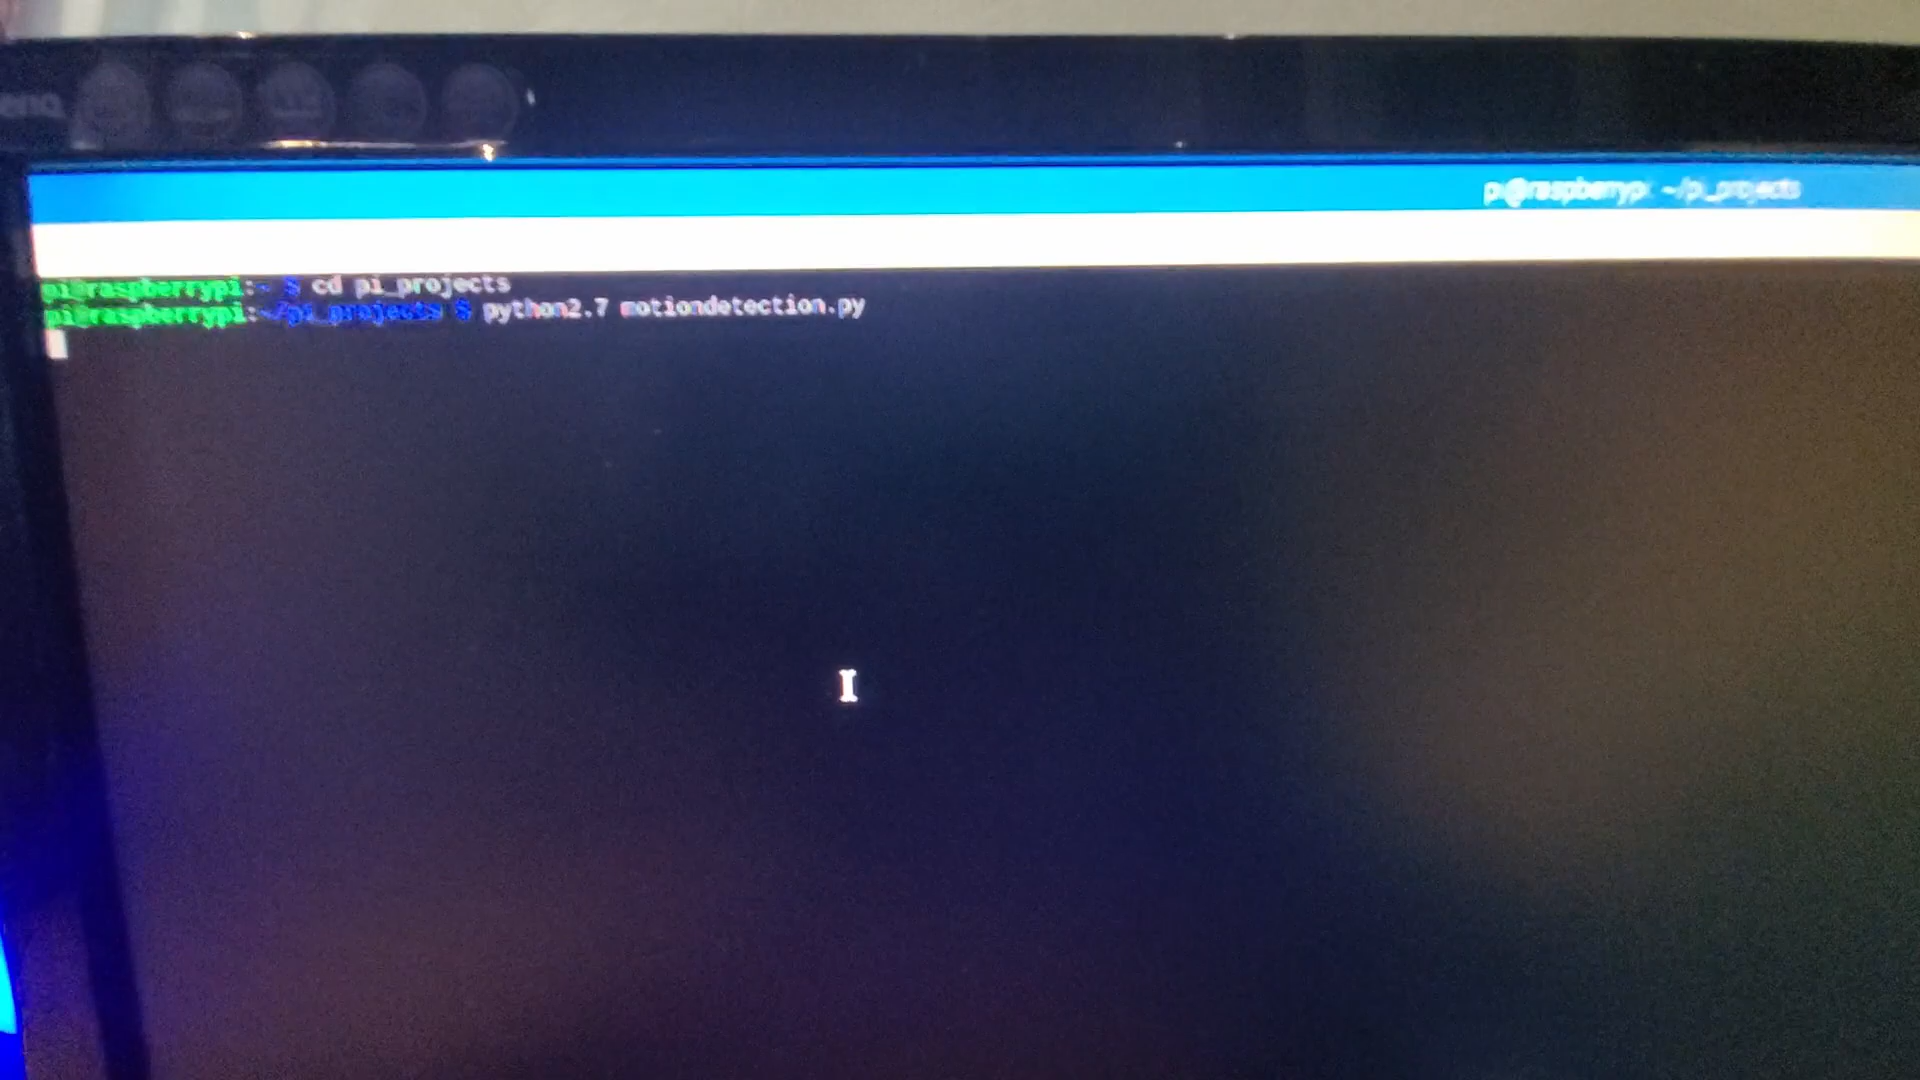 pi@raspberrypi: ~/pi_projects
pi@raspberrypi:~ $ cd pi_projects
pi@raspberrypi:~/pi_projects $ python2.7 motiondetection.py